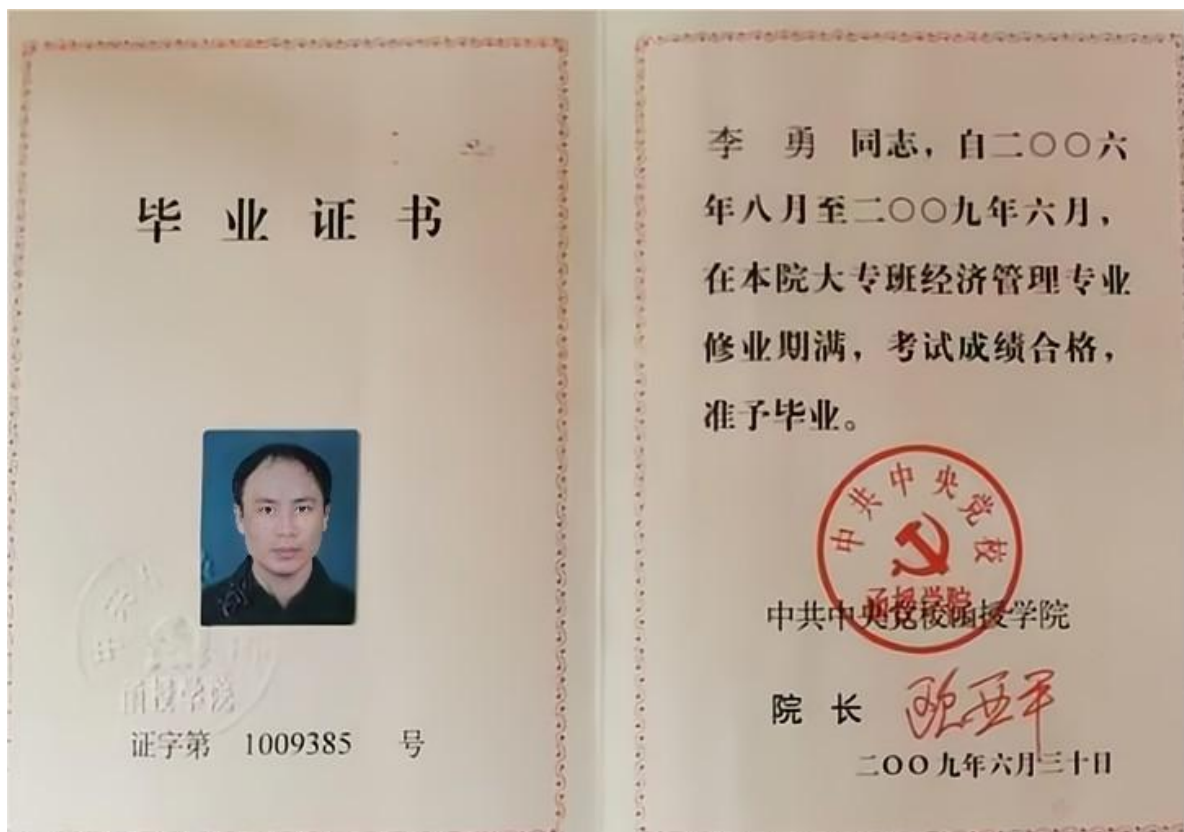 毕业证书
函授学院
证字第 1009385 号
李 勇 同志，自二〇〇六
年八月至二〇〇九年六月，
在本院大专班经济管理专业
修业期满，考试成绩合格，
准予毕业。
中共中央党校
函授学院
中共中央党校函授学院
院 长
二〇〇九年六月三十日